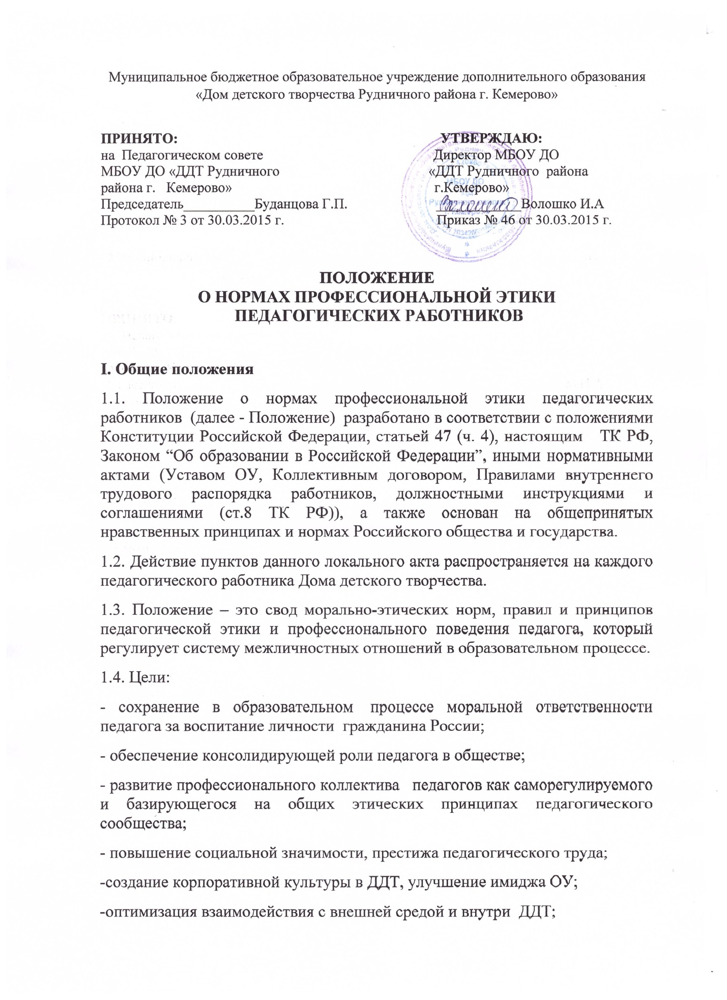 Муниципальное бюджетное образовательное учреждение дополнительного образования
«Дом детского творчества Рудничного района г. Кемерово»
ПРИНЯТО:
на Педагогическом совете
МБОУ ДО «ДДТ Рудничного
района г. Кемерово»
Председатель__________Буданцова Г.П.
Протокол № 3 от 30.03.2015 г.
УТВЕРЖДАЮ:
Директор МБОУ ДО
«ДДТ Рудничного района
г.Кемерово»
____________Волошко И.А
Приказ № 46 от 30.03.2015 г.
МБОУ ДО
ПОЛОЖЕНИЕ
О НОРМАХ ПРОФЕССИОНАЛЬНОЙ ЭТИКИ
ПЕДАГОГИЧЕСКИХ РАБОТНИКОВ
I. Общие положения
1.1. Положение о нормах профессиональной этики педагогических
работников (далее - Положение) разработано в соответствии с положениями
Конституции Российской Федерации, статьей 47 (ч. 4), настоящим ТК РФ,
Законом “Об образовании в Российской Федерации”, иными нормативными
актами (Уставом ОУ, Коллективным договором, Правилами внутреннего
трудового распорядка работников, должностными инструкциями и
соглашениями (ст.8 ТК РФ)), а также основан на общепринятых
нравственных принципах и нормах Российского общества и государства.
1.2. Действие пунктов данного локального акта распространяется на каждого
педагогического работника Дома детского творчества.
1.3. Положение – это свод морально-этических норм, правил и принципов
педагогической этики и профессионального поведения педагога, который
регулирует систему межличностных отношений в образовательном процессе.
1.4. Цели:
- сохранение в образовательном процессе моральной ответственности
педагога за воспитание личности гражданина России;
- обеспечение консолидирующей роли педагога в обществе;
- развитие профессионального коллектива педагогов как саморегулируемого
и базирующегося на общих этических принципах педагогического
сообщества;
- повышение социальной значимости, престижа педагогического труда;
-создание корпоративной культуры в ДДТ, улучшение имиджа ОУ;
-оптимизация взаимодействия с внешней средой и внутри ДДТ;